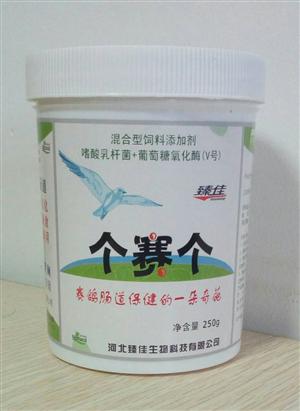 混合型饲料添加剂
嗜酸乳杆菌+葡萄糖氧化酶(V号)
臻佳
个赛个
赛鸽肠道保健的一朵奇葩
净含量 250g
河北臻佳生物科技有限公司